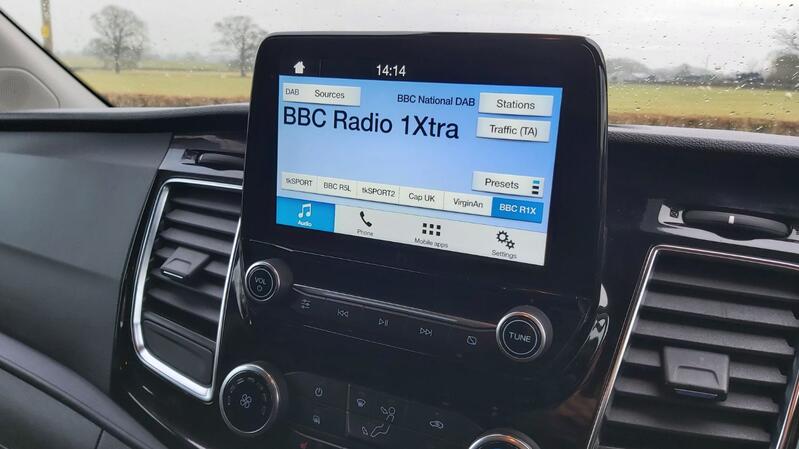 14:14
DAB Sources
BBC National DAB
Stations
BBC Radio 1Xtra
Traffic (TA)
Presets
tkSPORT
BBC R5L
tkSPORT2
Cap UK
VirginAn
BBC R1X
Audio
Phone
Mobile apps
Settings
VOL
TUNE